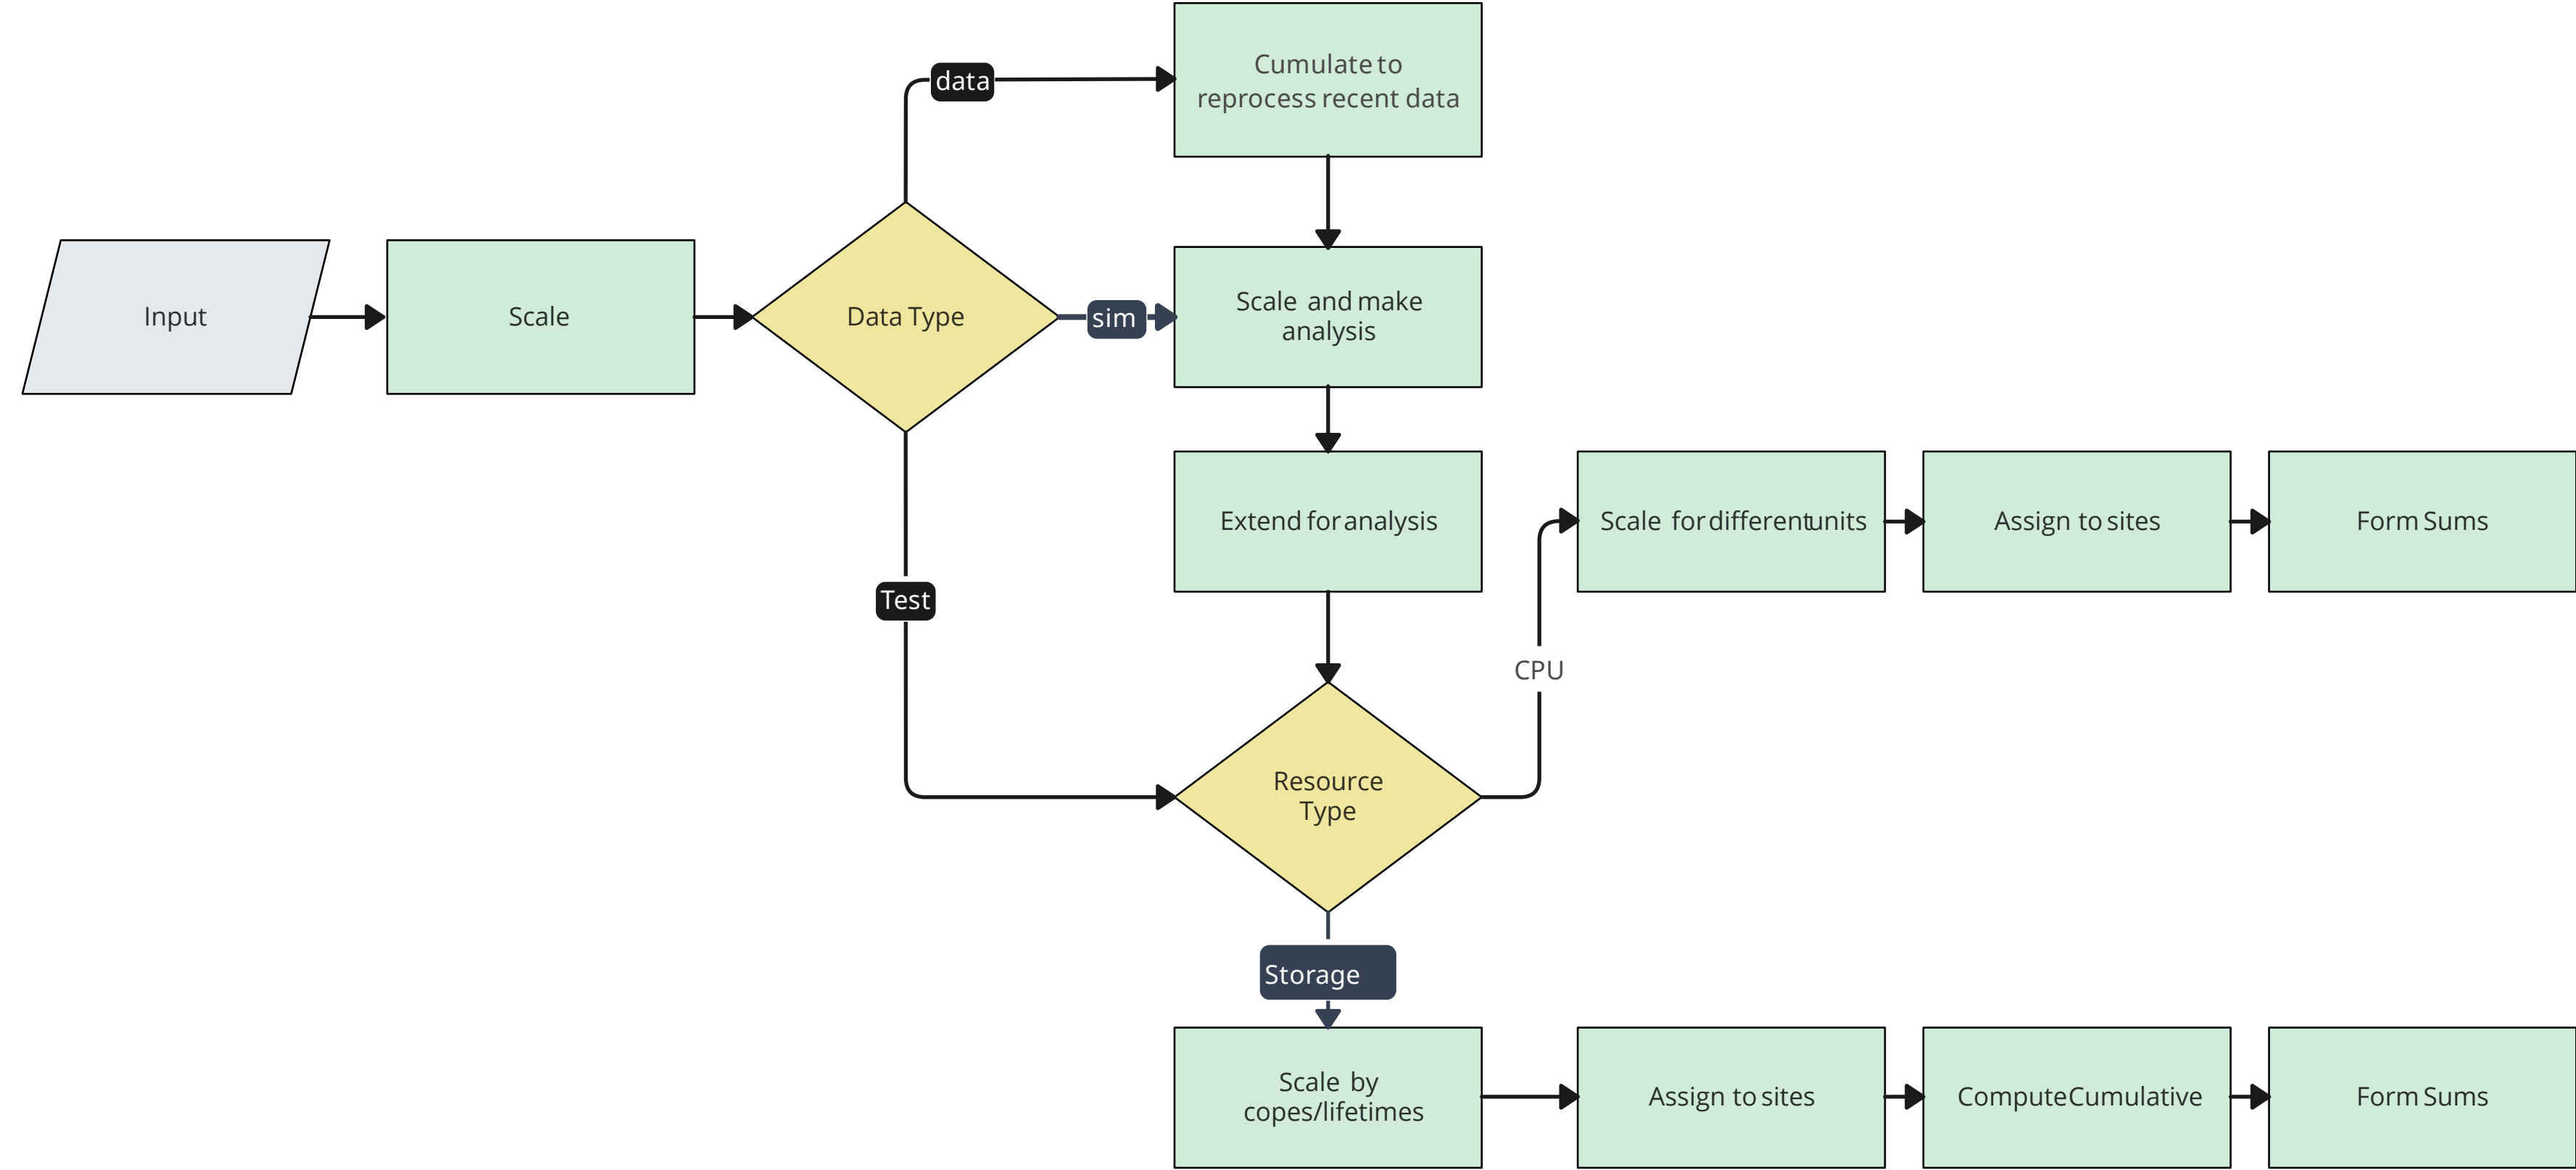 data
Cumulate to
reprocess recent data
Input
Scale
Data Type
sim
Scale and make
analysis
Extend for analysis
Scale for different units
Assign to sites
Form Sums
Test
CPU
Resource
Type
Storage
Scale by
copes/lifetimes
Assign to sites
Compute Cumulative
Form Sums